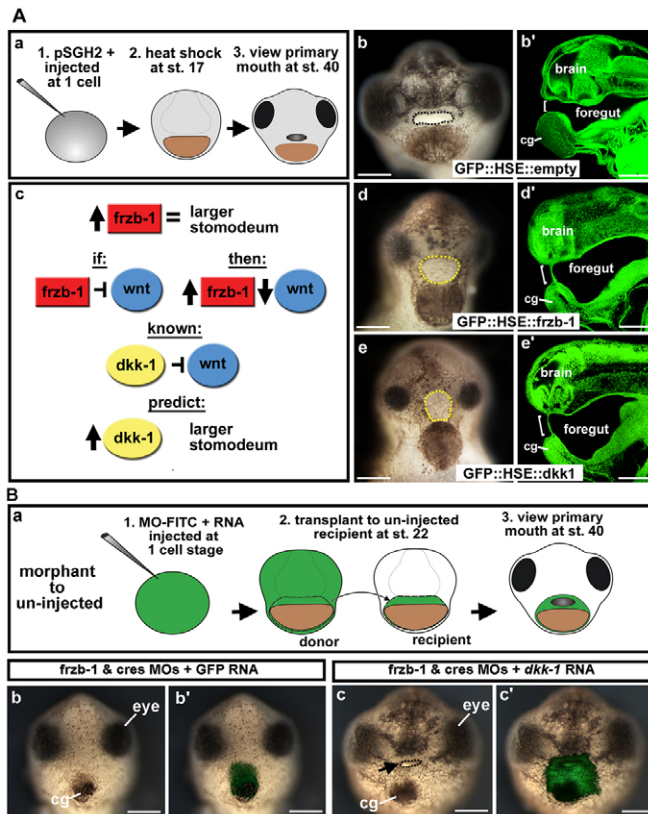 A
a
1. pSGH2 +
injected
at 1 cell
2. heat shock
at st. 17
3. view primary
mouth at st. 40
b
b'
brain
foregut
cg
GFP::HSE::empty
c
frzb-1 = larger
stomodeum
if:
then:
frzb-1
wnt
frzb-1
wnt
known:
dkk-1
wnt
predict:
dkk-1
larger
stomodeum
d
d'
brain
foregut
cg
GFP::HSE::frzb-1
e
e'
brain
foregut
cg
GFP::HSE::dkk1
B
a
morphant
to
un-injected
1. MO-FITC + RNA
injected at
1 cell stage
2. transplant to un-injected
recipient at st. 22
3. view primary
mouth at st. 40
donor
recipient
frzb-1 & cres MOs + GFP RNA
frzb-1 & cres MOs + dkk-1 RNA
b
eye
cg
b'
c
eye
cg
c'